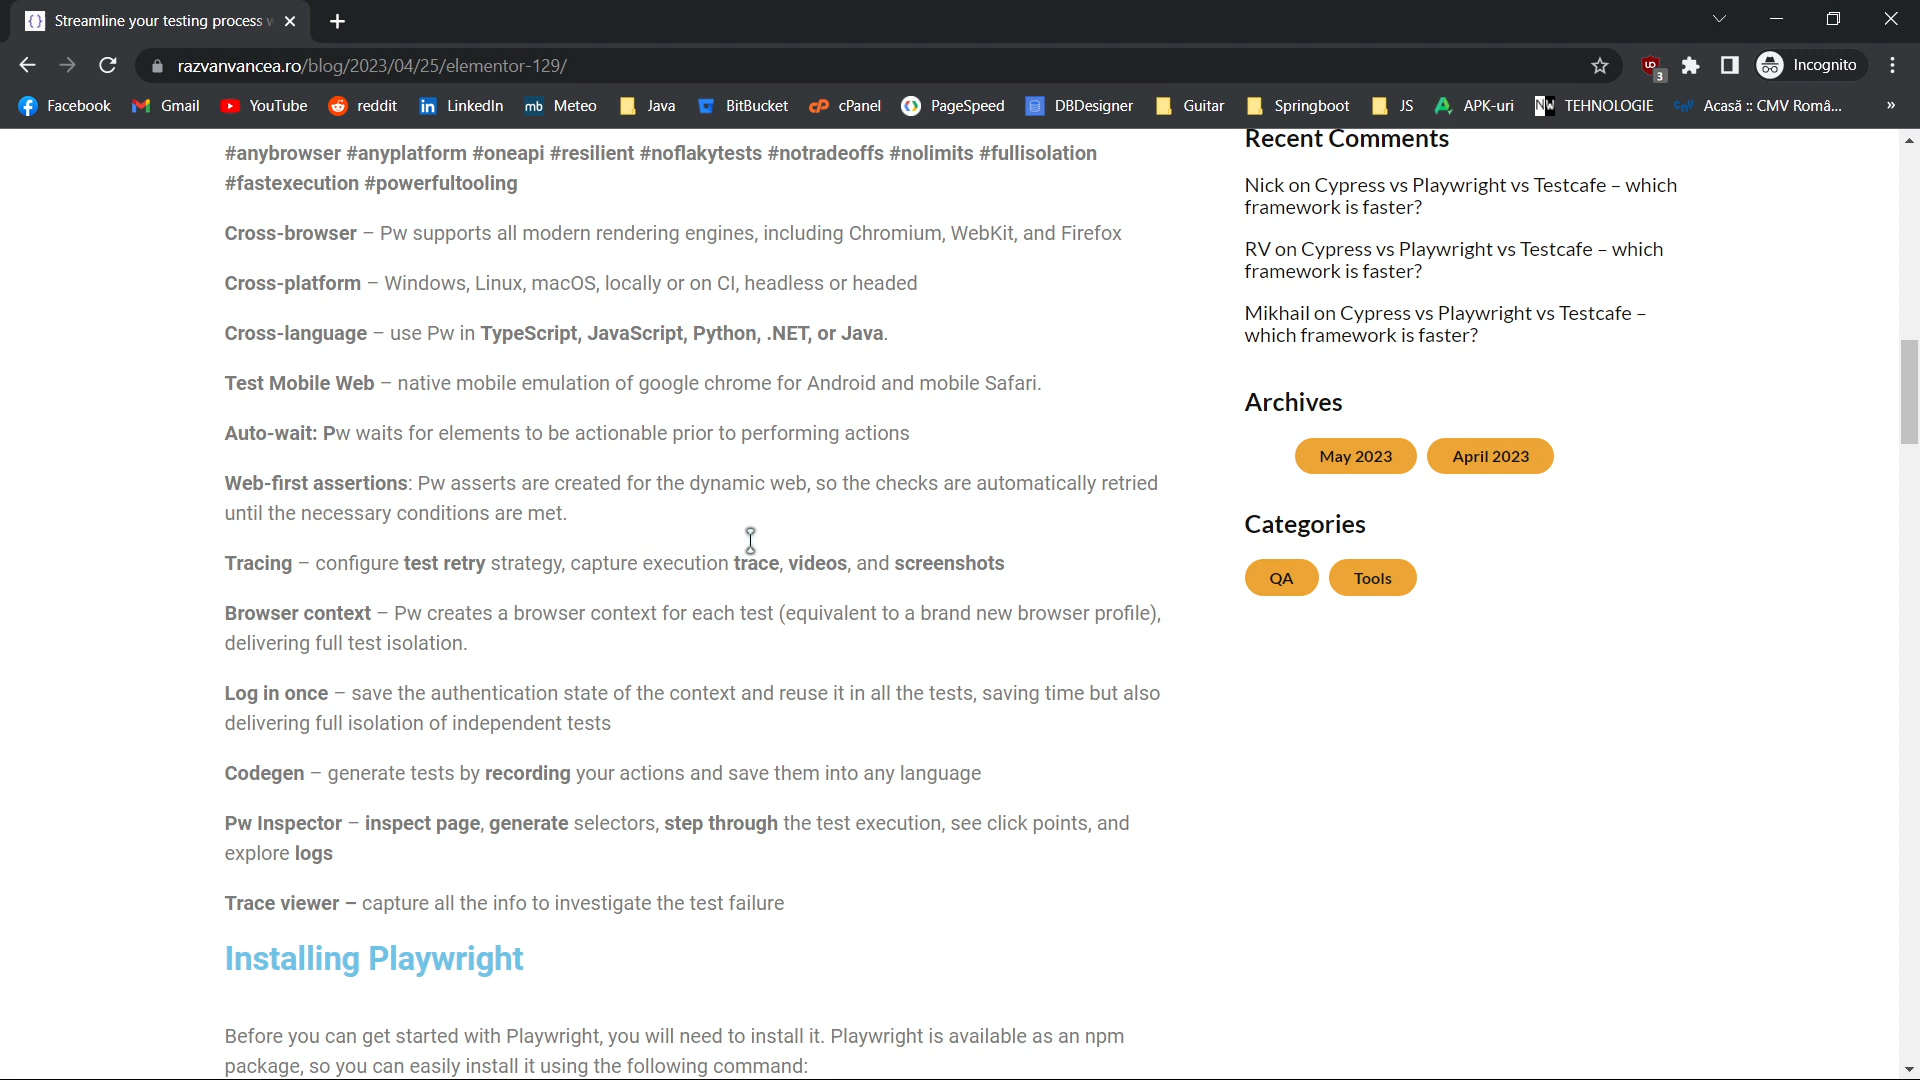 Streamline your testing process w
razvanvancea.ro/blog/2023/04/25/elementor-129/
3
Incognito
Facebook
Gmail
YouTube
reddit
LinkedIn
mb Meteo
Java
BitBucket
cPanel
PageSpeed
DBDesigner
Guitar
Springboot
JS
APK-uri
NW TEHNOLOGIE
Acasă :: CMV Româ...
»
#anybrowser #anyplatform #oneapi #resilient #noflakytests #notradeoffs #nolimits #fullisolation
#fastexecution #powerfultooling
Cross-browser – Pw supports all modern rendering engines, including Chromium, WebKit, and Firefox
Cross-platform – Windows, Linux, macOS, locally or on CI, headless or headed
Cross-language – use Pw in TypeScript, JavaScript, Python, .NET, or Java.
Test Mobile Web – native mobile emulation of google chrome for Android and mobile Safari.
Auto-wait: Pw waits for elements to be actionable prior to performing actions
Web-first assertions: Pw asserts are created for the dynamic web, so the checks are automatically retried
until the necessary conditions are met.
Tracing – configure test retry strategy, capture execution trace, videos, and screenshots
Browser context – Pw creates a browser context for each test (equivalent to a brand new browser profile),
delivering full test isolation.
Log in once – save the authentication state of the context and reuse it in all the tests, saving time but also
delivering full isolation of independent tests
Codegen – generate tests by recording your actions and save them into any language
Pw Inspector – inspect page, generate selectors, step through the test execution, see click points, and
explore logs
Trace viewer – capture all the info to investigate the test failure
Installing Playwright
Before you can get started with Playwright, you will need to install it. Playwright is available as an npm
package, so you can easily install it using the following command:
Recent Comments
Nick on Cypress vs Playwright vs Testcafe – which
framework is faster?
RV on Cypress vs Playwright vs Testcafe – which
framework is faster?
Mikhail on Cypress vs Playwright vs Testcafe –
which framework is faster?
Archives
May 2023
April 2023
Categories
QA
Tools